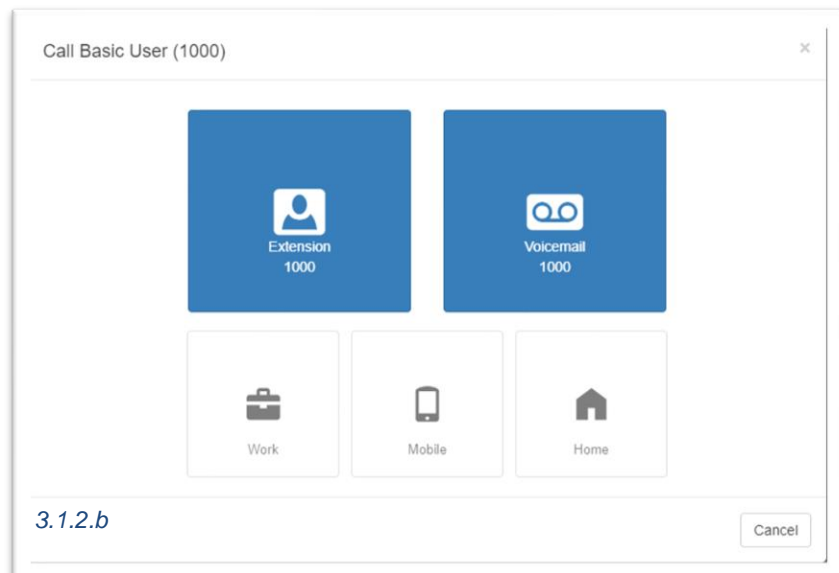 Call Basic User (1000)
×
Extension
1000
Voicemail
1000
Work
Mobile
Home
3.1.2.b
Cancel